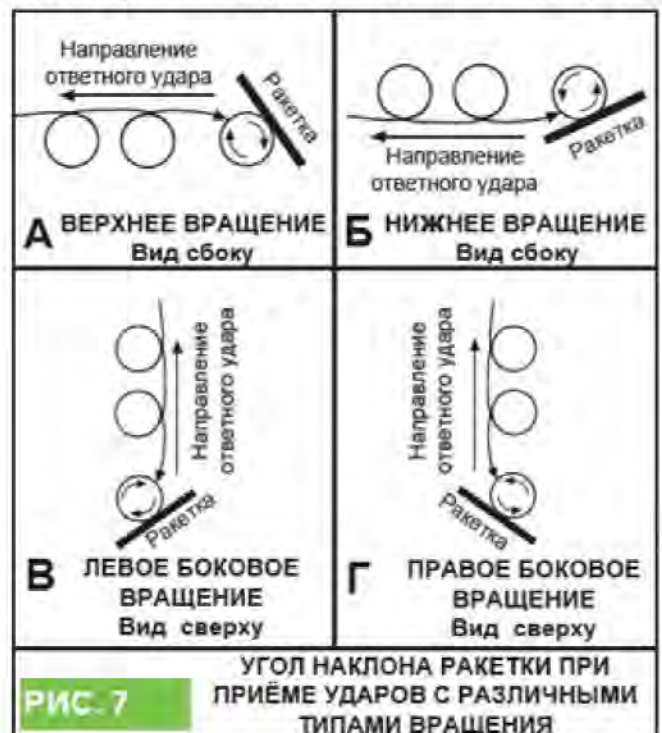 Направление
ответного удара
Ракетка
А ВЕРХНЕЕ ВРАЩЕНИЕ
Вид сбоку
Направление
ответного удара
Ракетка
Б НИЖНЕЕ ВРАЩЕНИЕ
Вид сбоку
Направление
ответного удара
Ракетка
В ЛЕВОЕ БОКОВОЕ
ВРАЩЕНИЕ
Вид сверху
Направление
ответного удара
Ракетка
Г ПРАВОЕ БОКОВОЕ
ВРАЩЕНИЕ
Вид сверху
РИС. 7
УГОЛ НАКЛОНА РАКЕТКИ ПРИ
ПРИЁМЕ УДАРОВ С РАЗЛИЧНЫМИ
ТИПАМИ ВРАЩЕНИЯ